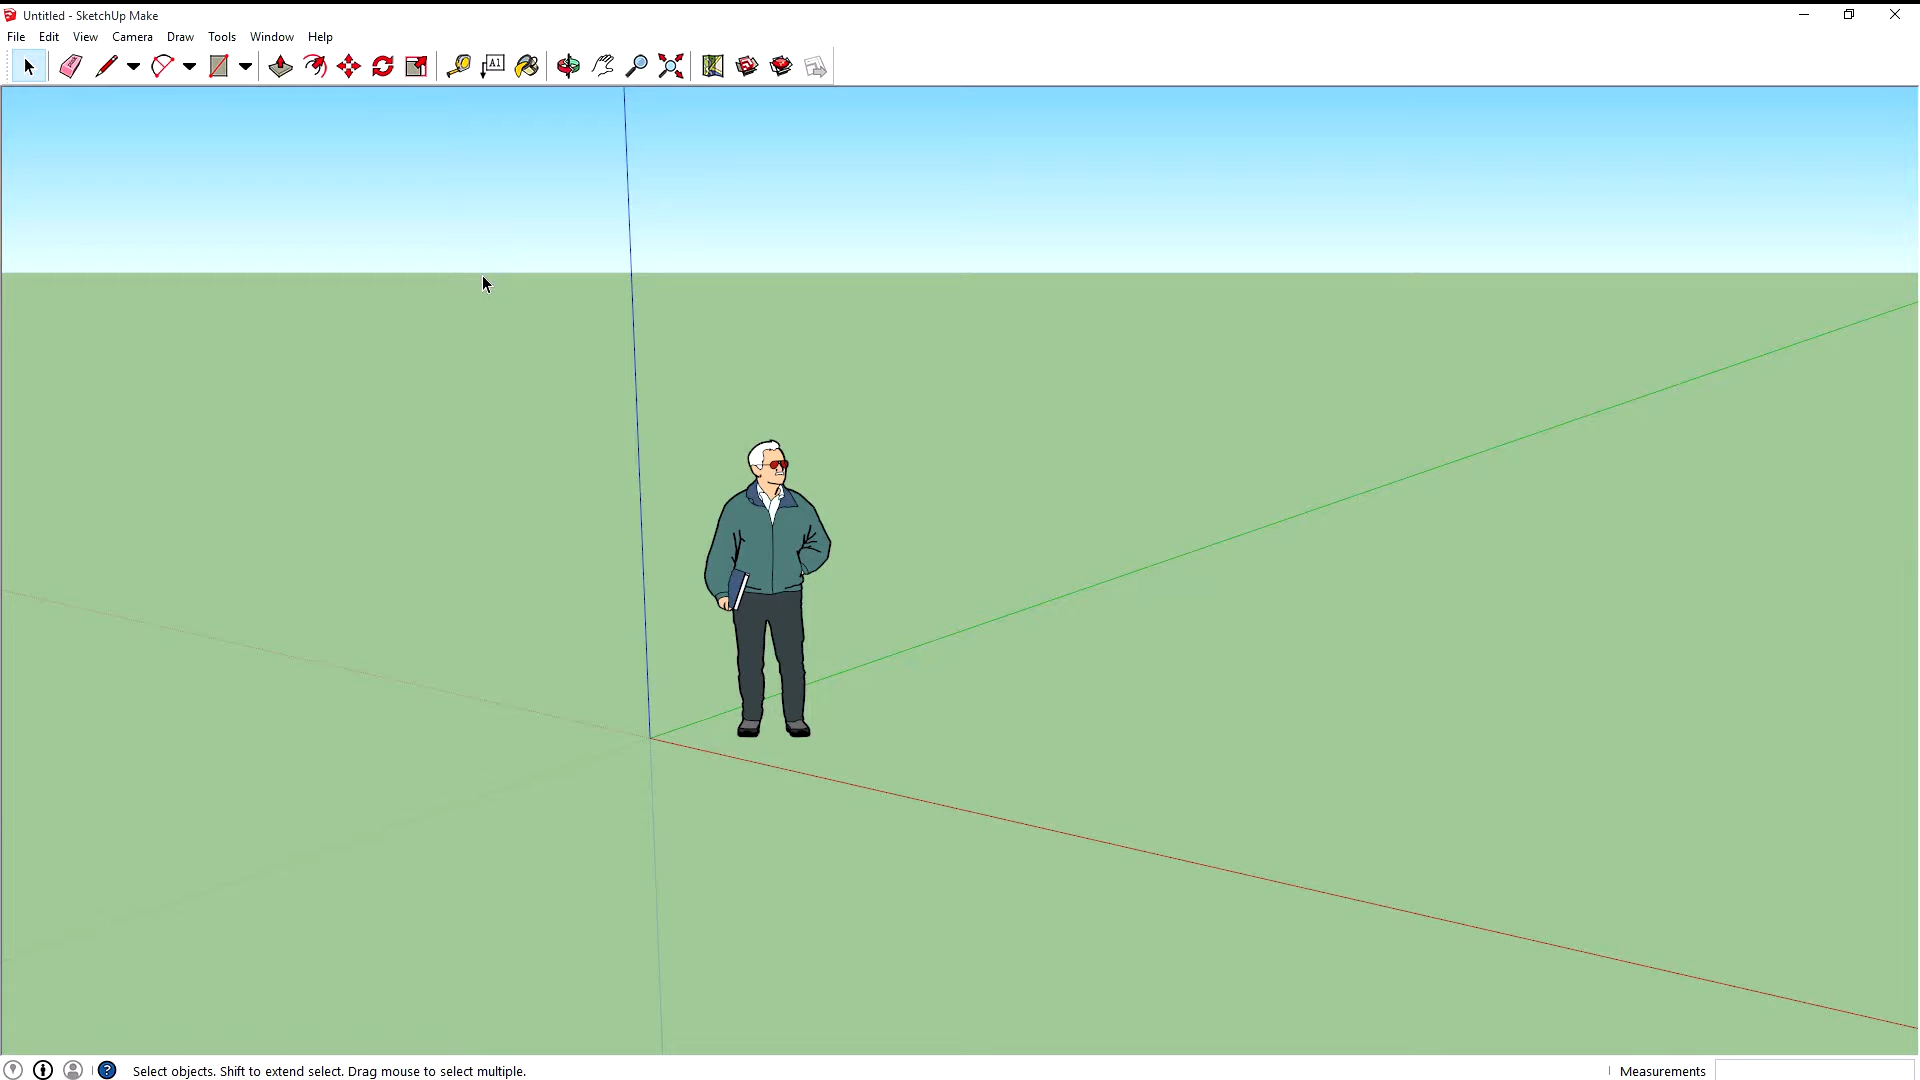 Untitled - SketchUp Make
File Edit View Camera Draw Tools Window Help
A1
Select objects. Shift to extend select. Drag mouse to select multiple.
Measurements